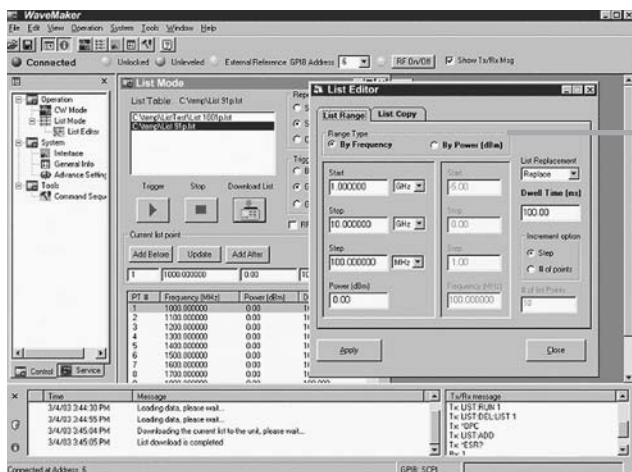 WaveMaker
File Edit View Operation System Tools Window Help
Connected Unlocked Unleveled External Reference GPIB Address 6 RF On/Off Show Tx/Rx Msg
Operation
CW Mode
List Mode
List Editor
System
Interface
General Info
Advance Setting
Tools
Command Sequ
Control Service
List Mode
List Table: C:\temp\List 91p.lst
C:\temp\ListTest\List 1001p.lst
C:\temp\List 91p.lst
Trigger Stop Download List
Current list point
Add Before Update Add After
1 1000.000000 0.00
PT # Frequency (MHz) Power (dBm) D
1 1000.000000 0.00
2 1100.000000 0.00
3 1200.000000 0.00
4 1300.000000 0.00
5 1400.000000 0.00
6 1500.000000 0.00
7 1600.000000 0.00
8 1700.000000 0.00
List Editor
List Range List Copy
Range Type
By Frequency By Power (dBm)
Start
1.000000 GHz
Stop
10.000000 GHz
Step
100.000000 MHz
Power (dBm)
0.00
Start
-5.00
Stop
0.00
Step
1.00
Frequency (MHz)
100.000000
List Replacement
Replace
Dwell Time (ms)
100.00
Increment option
Step
# of points
# of list Points
10
Apply Close
Time Message
3/4/03 3:44:30 PM Loading data, please wait...
3/4/03 3:44:55 PM Loading data, please wait...
3/4/03 3:45:04 PM Downloading the current list to the unit, please wait...
3/4/03 3:45:05 PM List download is completed
Tx/Rx message
Tx: LIST:RUN 1
Tx: LIST:DEL:LIST 1
Tx: *OPC
Tx: LIST:ADD
Tx: *ESR?
Rx: 1
Connected at Address: 6 GPIB: SCPI